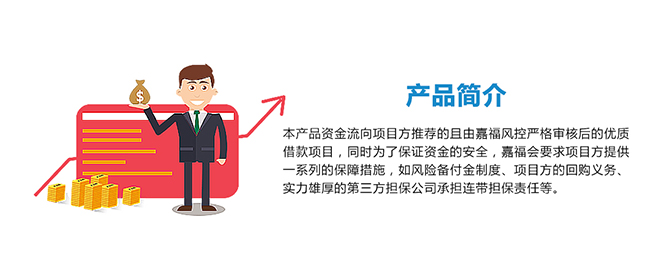 产品简介
本产品资金流向项目方推荐的且由嘉福风控严格审核后的优质
借款项目，同时为了保证资金的安全，嘉福会要求项目方提供
一系列的保障措施，如风险备付金制度、项目方的回购义务、
实力雄厚的第三方担保公司承担连带担保责任等。
$